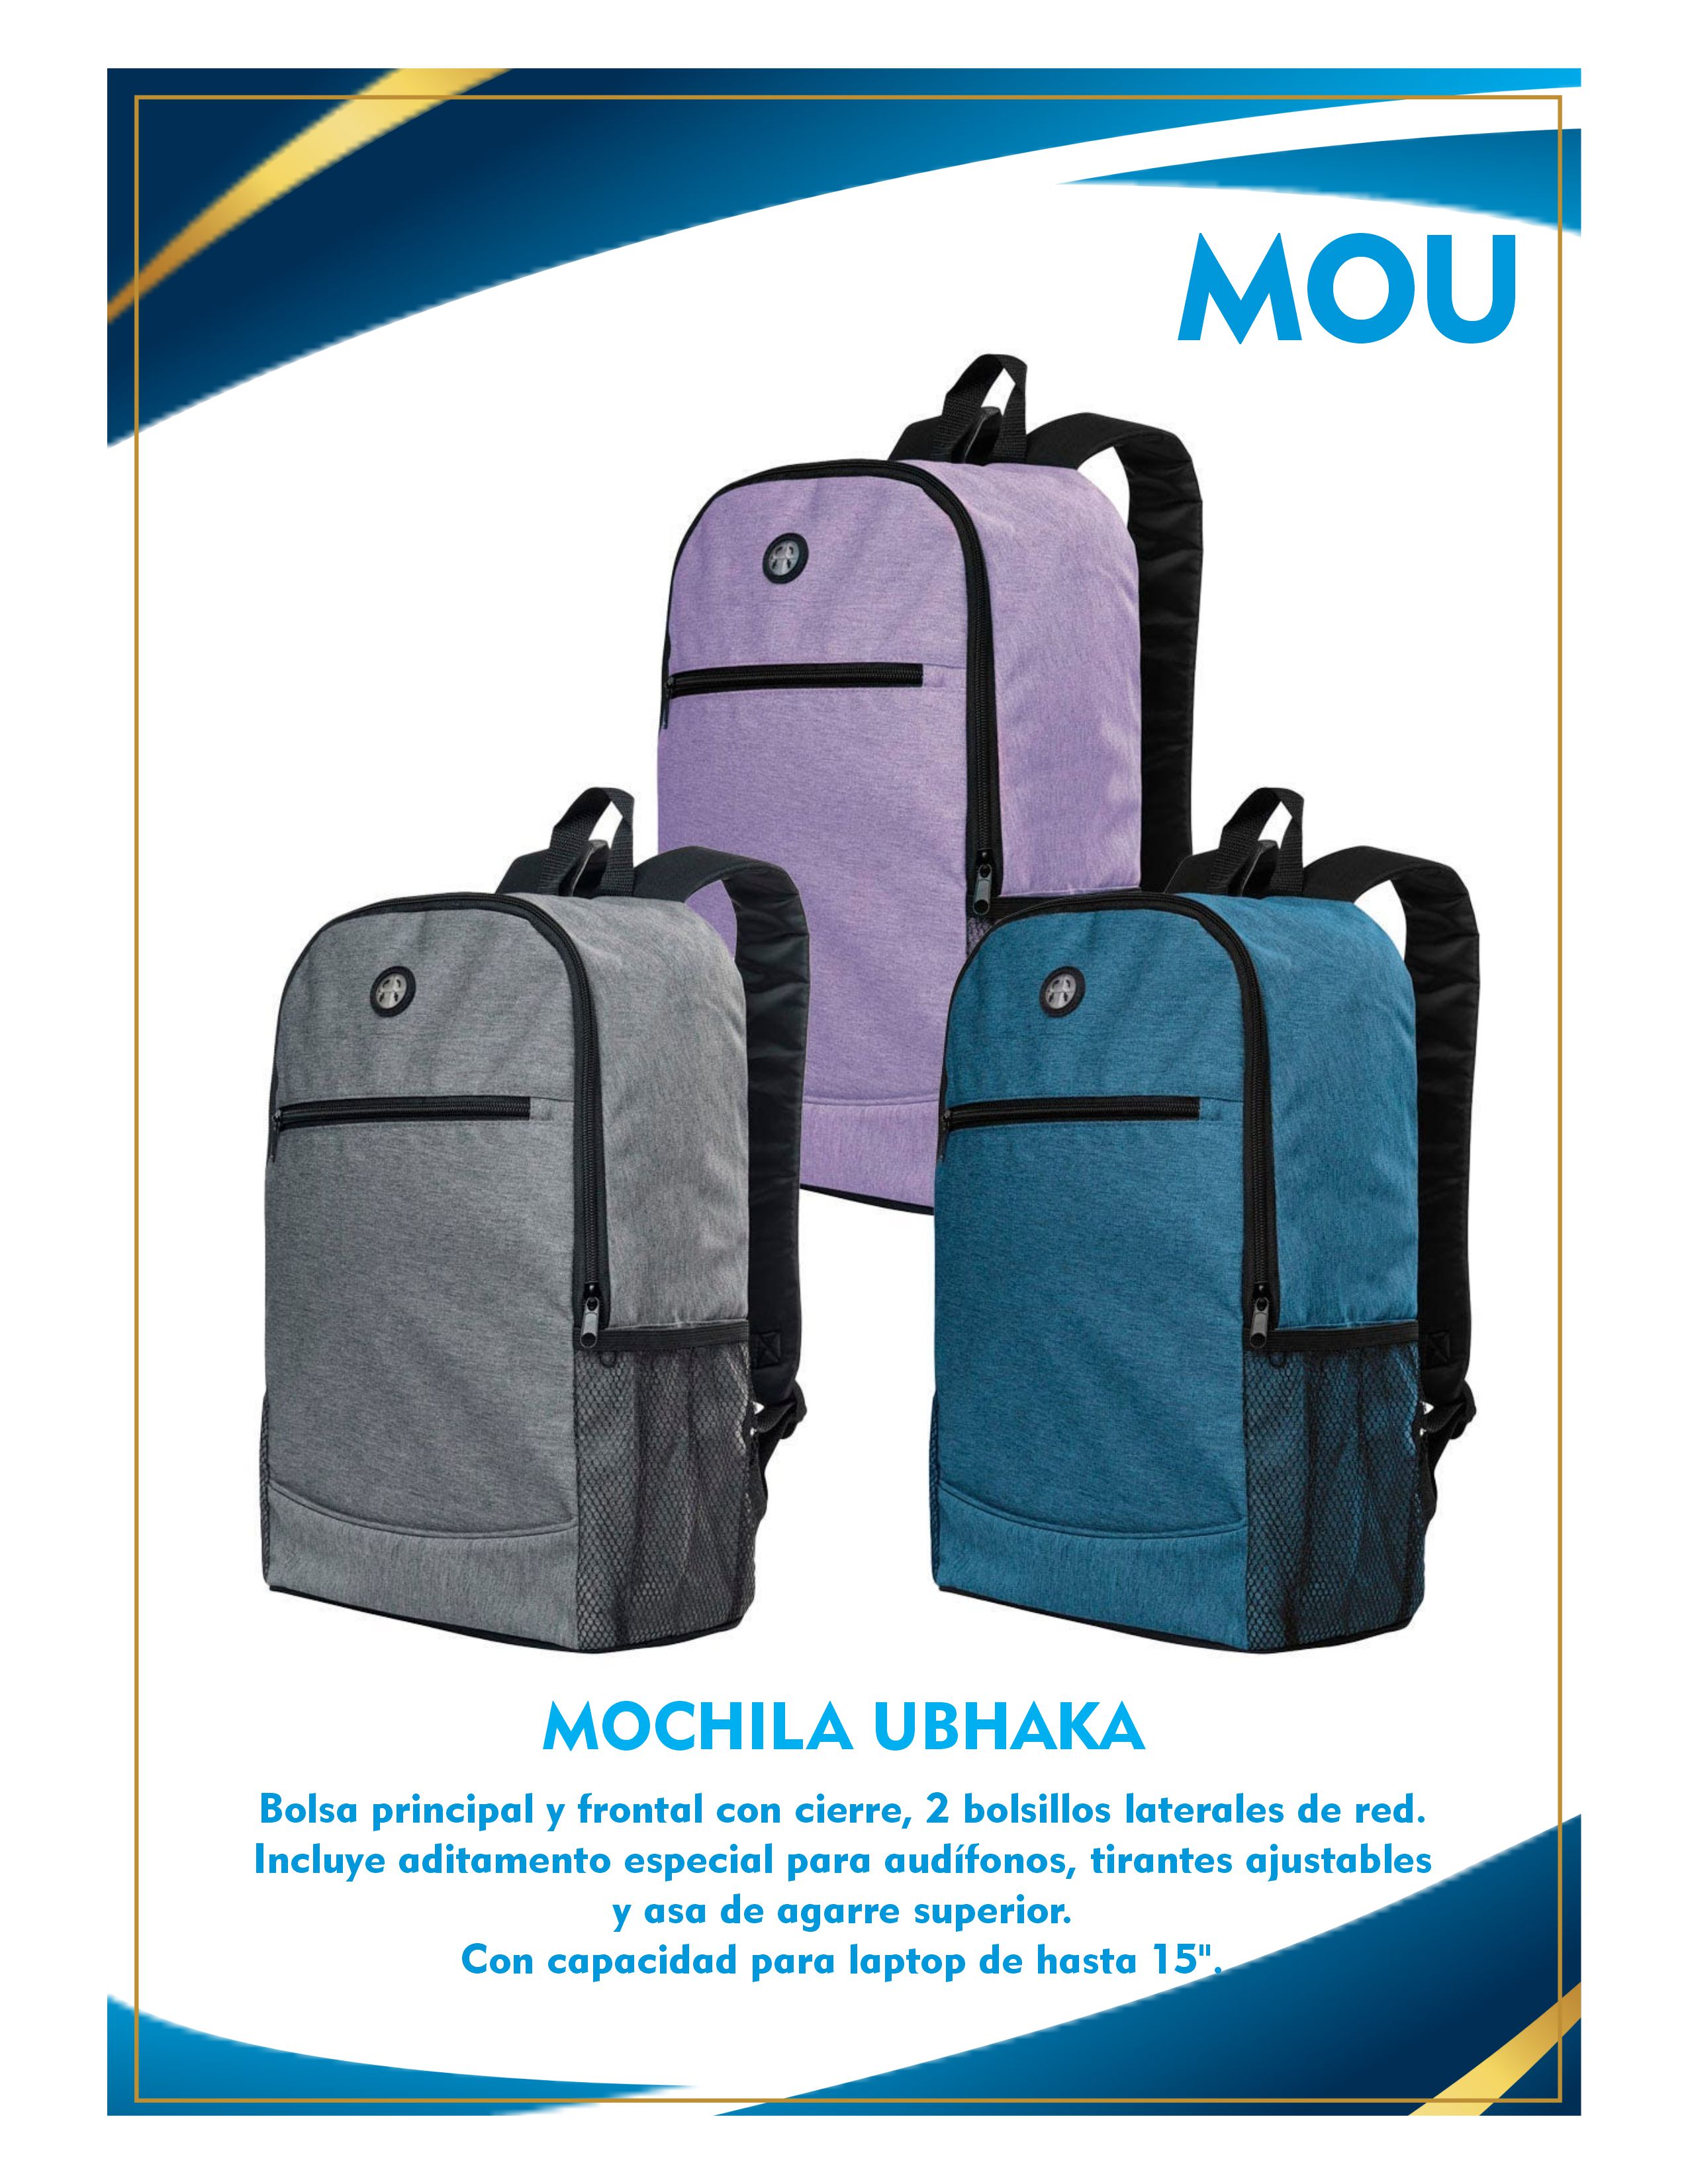 MOU
MOCHILA UBHAKA
Bolsa principal y frontal con cierre, 2 bolsillos laterales de red.
Incluye aditamento especial para audífonos, tirantes ajustables
y asa de agarre superior.
Con capacidad para laptop de hasta 15".